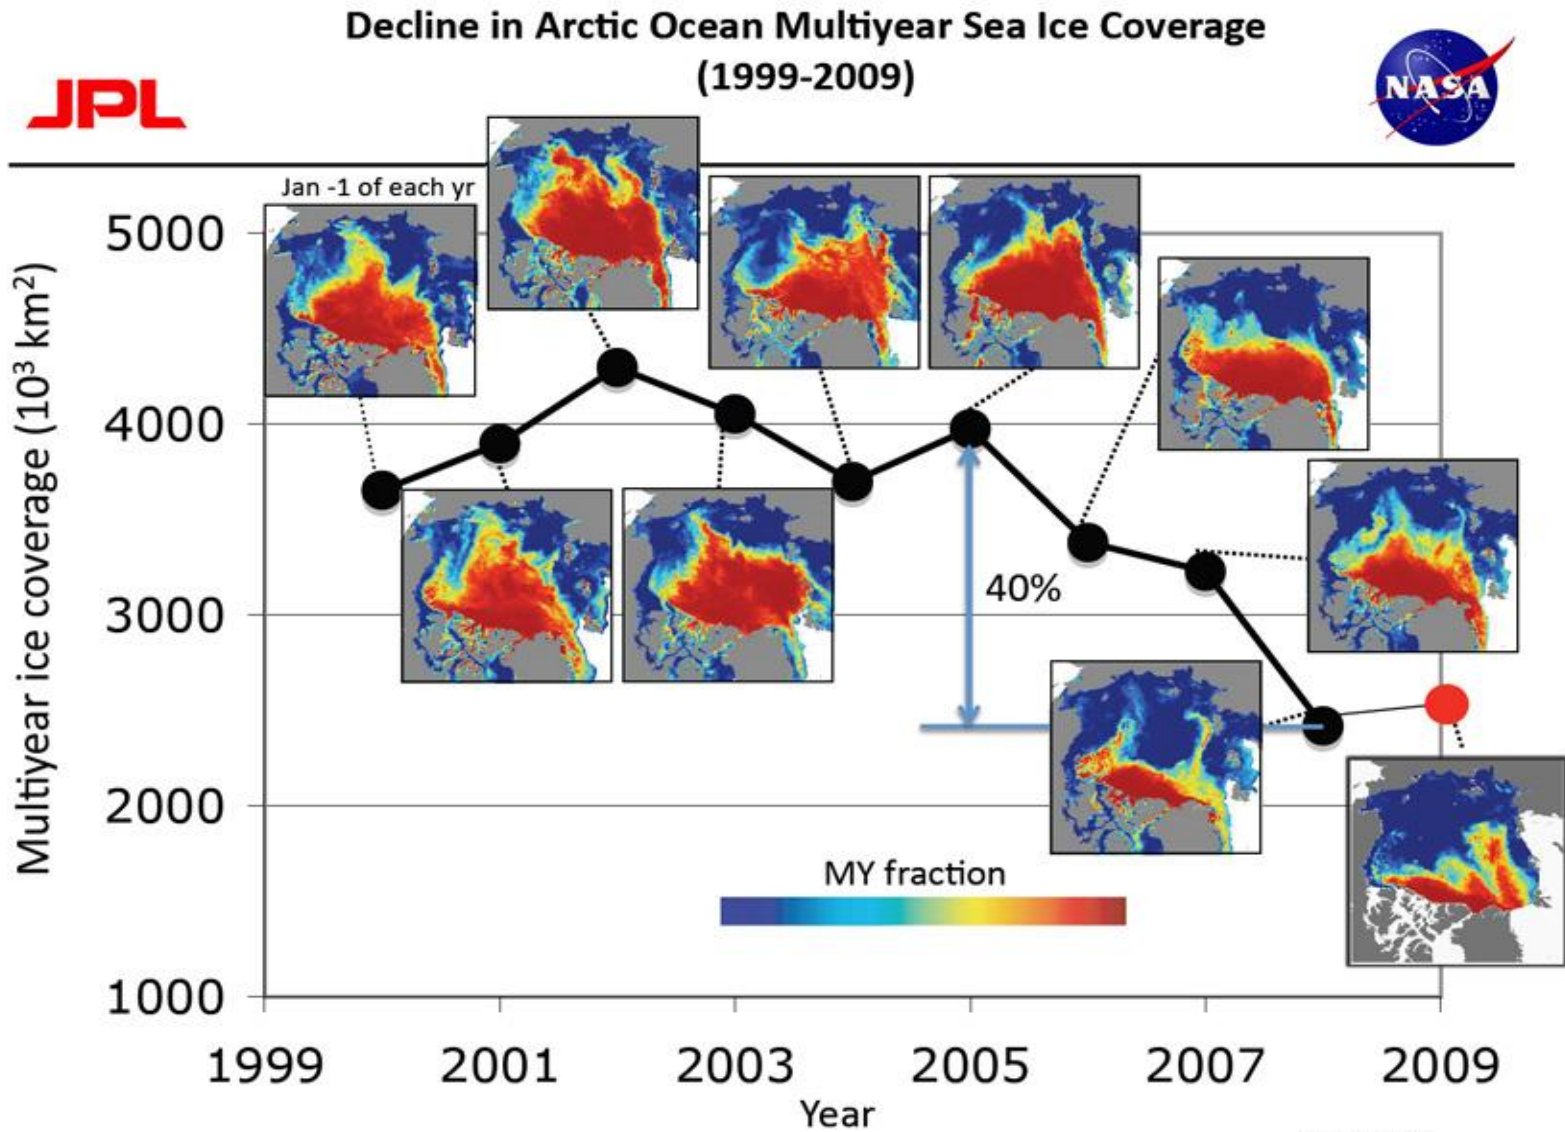 Decline in Arctic Ocean Multiyear Sea Ice Coverage
(1999-2009)
JPL
NASA
Jan -1 of each yr
Multiyear ice coverage (10³ km²)
5000
4000
3000
2000
1000
40%
MY fraction
1999
2001
2003
2005
2007
2009
Year